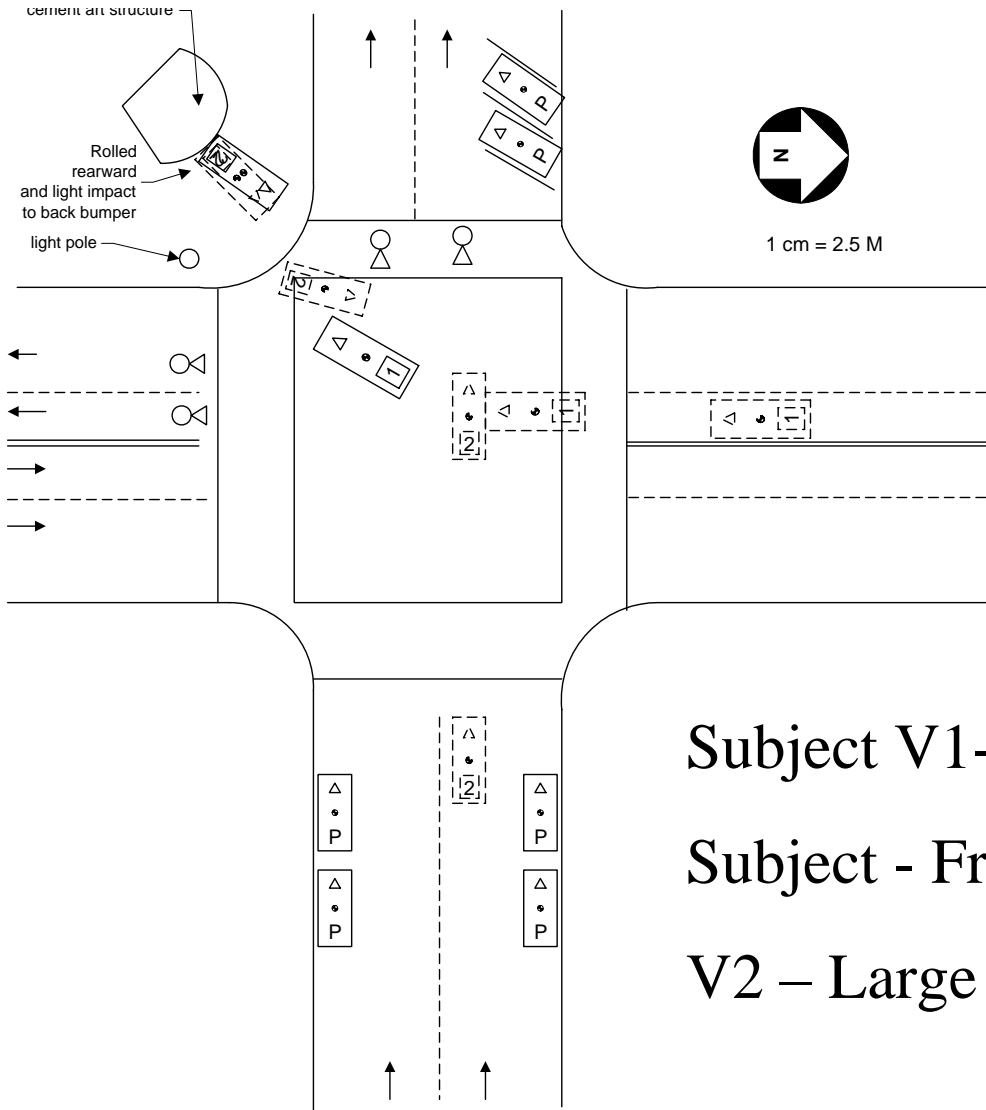 cement art structure
P
P
2
Rolled
rearward
and light impact
to back bumper
N
light pole
1 cm = 2.5 M
2
1
1
1
2
2
P
P
P
P
Subject V1-
Subject - Fr
V2 – Large